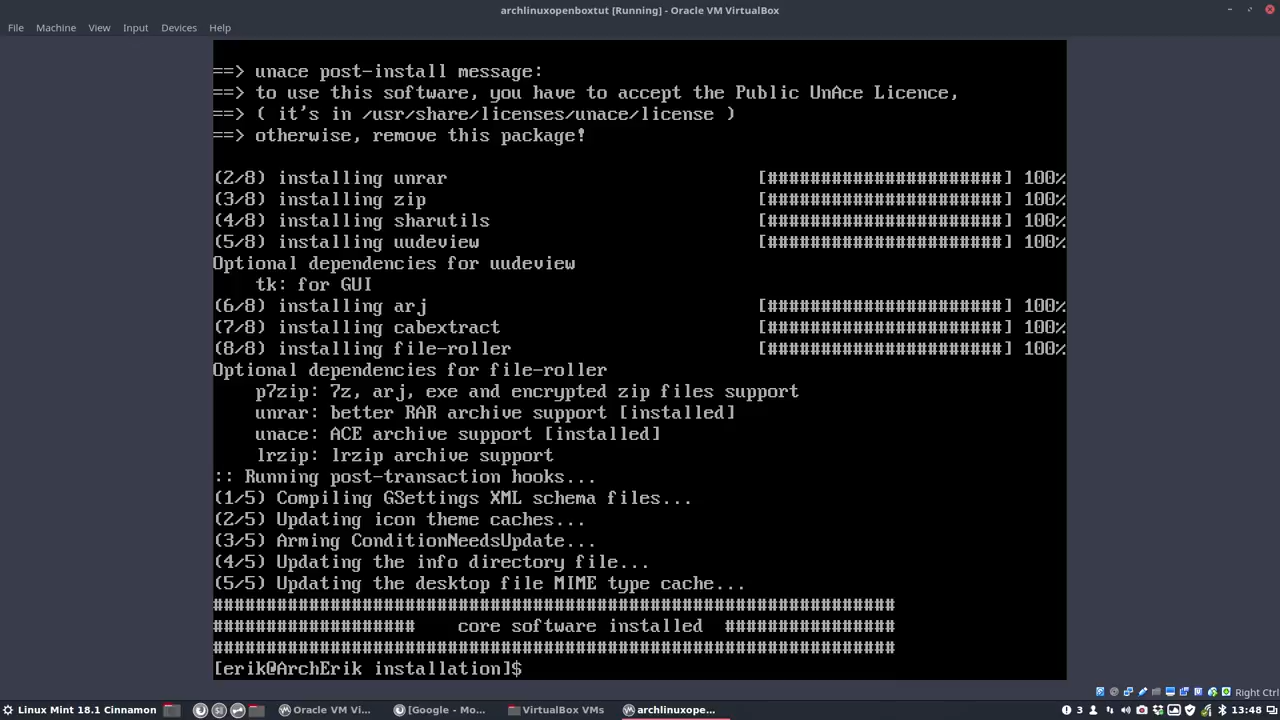 archlinuxopenboxtut [Running] - Oracle VM VirtualBox
File Machine View Input Devices Help
==> unace post-install message:
==> to use this software, you have to accept the Public UnAce Licence,
==> ( it's in /usr/share/licenses/unace/license )
==> otherwise, remove this package!
(2/8) installing unrar [######################] 100%
(3/8) installing zip [######################] 100%
(4/8) installing sharutils [######################] 100%
(5/8) installing uudeview [######################] 100%
Optional dependencies for uudeview
tk: for GUI
(6/8) installing arj [######################] 100%
(7/8) installing cabextract [######################] 100%
(8/8) installing file-roller [######################] 100%
Optional dependencies for file-roller
p7zip: 7z, arj, exe and encrypted zip files support
unrar: better RAR archive support [installed]
unace: ACE archive support [installed]
lrzip: lrzip archive support
:: Running post-transaction hooks...
(1/5) Compiling GSettings XML schema files...
(2/5) Updating icon theme caches...
(3/5) Arming ConditionNeedsUpdate...
(4/5) Updating the info directory file...
(5/5) Updating the desktop file MIME type cache...
################################################################
################### core software installed ################
################################################################
[erik@ArchErik installation]$
Right Ctrl
Linux Mint 18.1 Cinnamon Oracle VM Vi... [Google - Mo... VirtualBox VMs archlinuxope... 3 13:48